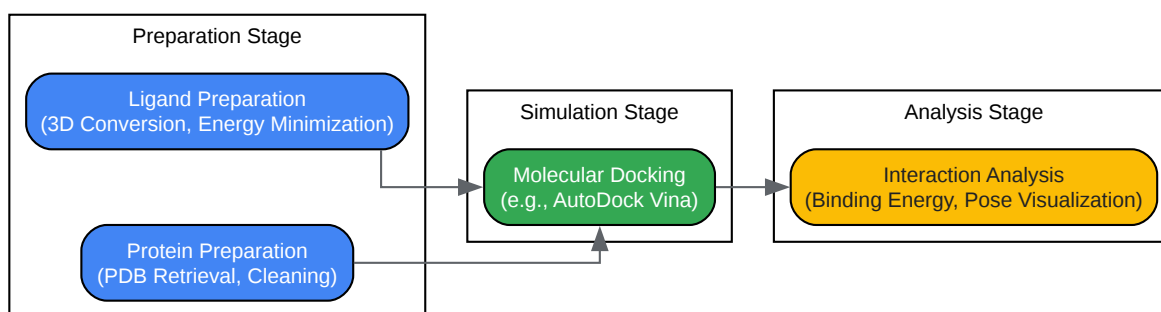 Preparation Stage
Ligand Preparation
(3D Conversion, Energy Minimization)
Protein Preparation
(PDB Retrieval, Cleaning)
Simulation Stage
Molecular Docking
(e.g., AutoDock Vina)
Analysis Stage
Interaction Analysis
(Binding Energy, Pose Visualization)